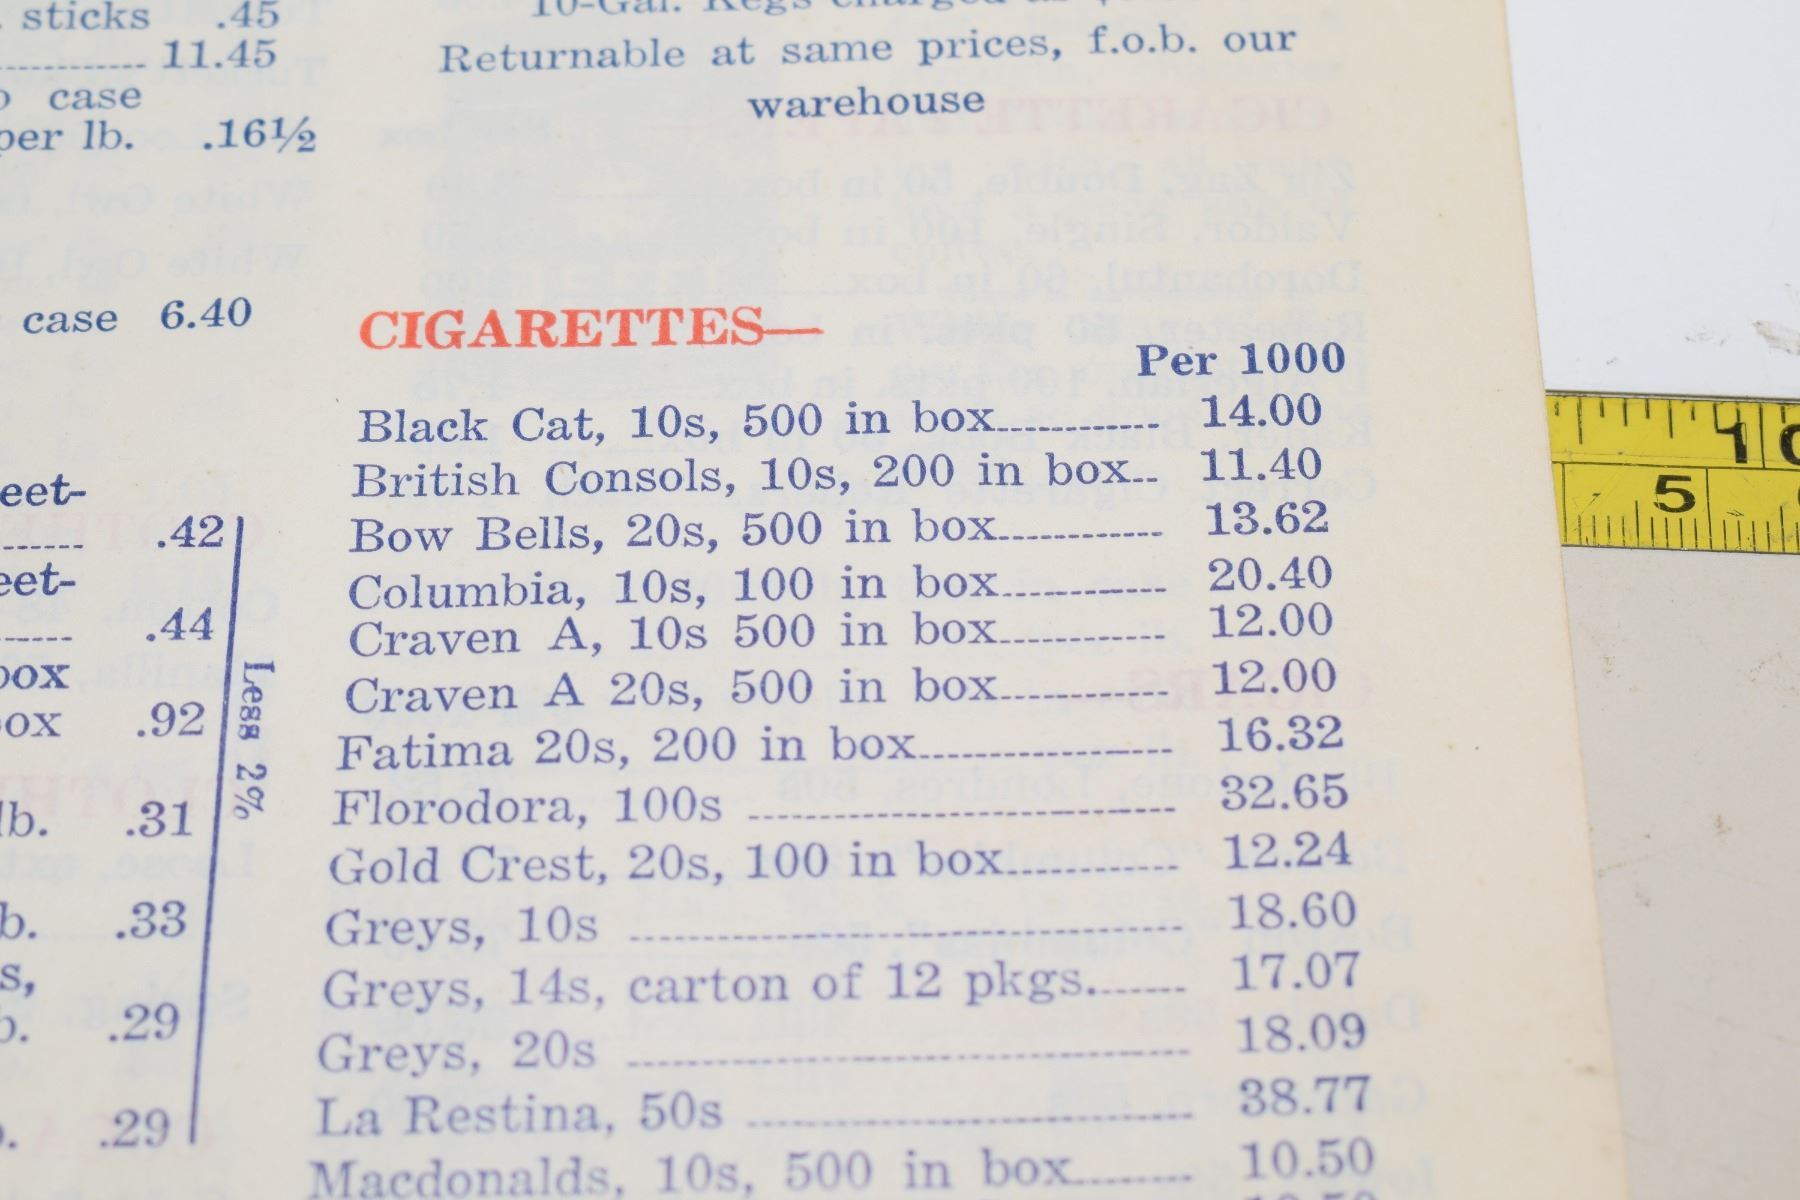 sticks .45
11.45
case
per lb. .16½
case 6.40
eet-
.42
eet-
.44
box
box .92
lb. .31
b. .33
s,
b. .29
.29
Less 2%
10-Gal. Kegs charged as
Returnable at same prices, f.o.b. our
warehouse
CIGARETTES—
Per 1000
Black Cat, 10s, 500 in box 14.00
British Consols, 10s, 200 in box 11.40
Bow Bells, 20s, 500 in box 13.62
Columbia, 10s, 100 in box 20.40
Craven A, 10s 500 in box 12.00
Craven A 20s, 500 in box 12.00
Fatima 20s, 200 in box 16.32
Florodora, 100s 32.65
Gold Crest, 20s, 100 in box 12.24
Greys, 10s 18.60
Greys, 14s, carton of 12 pkgs. 17.07
Greys, 20s 18.09
La Restina, 50s 38.77
Macdonalds, 10s, 500 in box 10.50
10
5